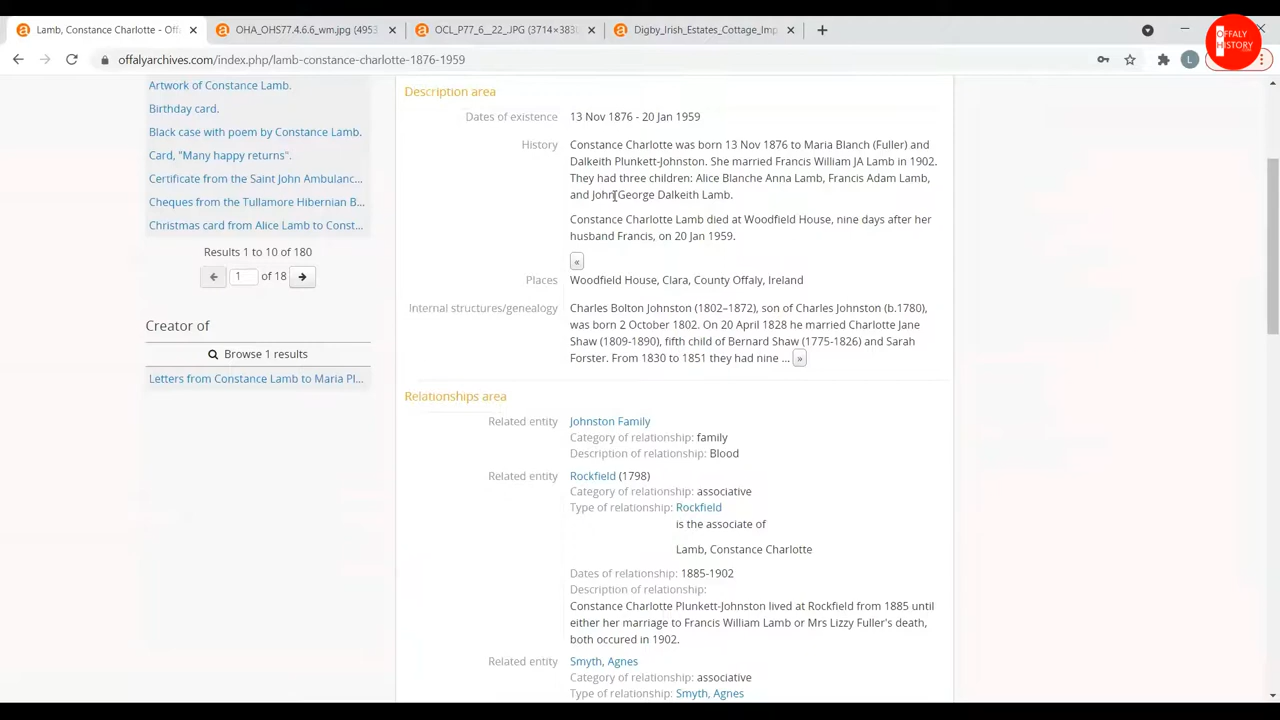 Lamb, Constance Charlotte - Offa
OHA_OHS77.4.6.6_wm.jpg (4953
OCL_P77_6_22_JPG (3714×383
Digby_Irish_Estates_Cottage_Imp
OFFALY
HISTORY
offalyarchives.com/index.php/lamb-constance-charlotte-1876-1959
L
Artwork of Constance Lamb.
Birthday card.
Black case with poem by Constance Lamb.
Card, "Many happy returns".
Certificate from the Saint John Ambulanc...
Cheques from the Tullamore Hibernian B...
Christmas card from Alice Lamb to Const...
Results 1 to 10 of 180
1 of 18
Creator of
Browse 1 results
Letters from Constance Lamb to Maria Pl...
Description area
Dates of existence
13 Nov 1876 - 20 Jan 1959
History
Constance Charlotte was born 13 Nov 1876 to Maria Blanch (Fuller) and
Dalkeith Plunkett-Johnston. She married Francis William JA Lamb in 1902.
They had three children: Alice Blanche Anna Lamb, Francis Adam Lamb,
and John George Dalkeith Lamb.
Constance Charlotte Lamb died at Woodfield House, nine days after her
husband Francis, on 20 Jan 1959.
«
Places
Woodfield House, Clara, County Offaly, Ireland
Internal structures/genealogy
Charles Bolton Johnston (1802–1872), son of Charles Johnston (b.1780),
was born 2 October 1802. On 20 April 1828 he married Charlotte Jane
Shaw (1809-1890), fifth child of Bernard Shaw (1775-1826) and Sarah
Forster. From 1830 to 1851 they had nine ... »
Relationships area
Related entity
Johnston Family
Category of relationship: family
Description of relationship: Blood
Related entity
Rockfield (1798)
Category of relationship: associative
Type of relationship: Rockfield
is the associate of
Lamb, Constance Charlotte
Dates of relationship: 1885-1902
Description of relationship:
Constance Charlotte Plunkett-Johnston lived at Rockfield from 1885 until
either her marriage to Francis William Lamb or Mrs Lizzy Fuller's death,
both occured in 1902.
Related entity
Smyth, Agnes
Category of relationship: associative
Type of relationship: Smyth, Agnes